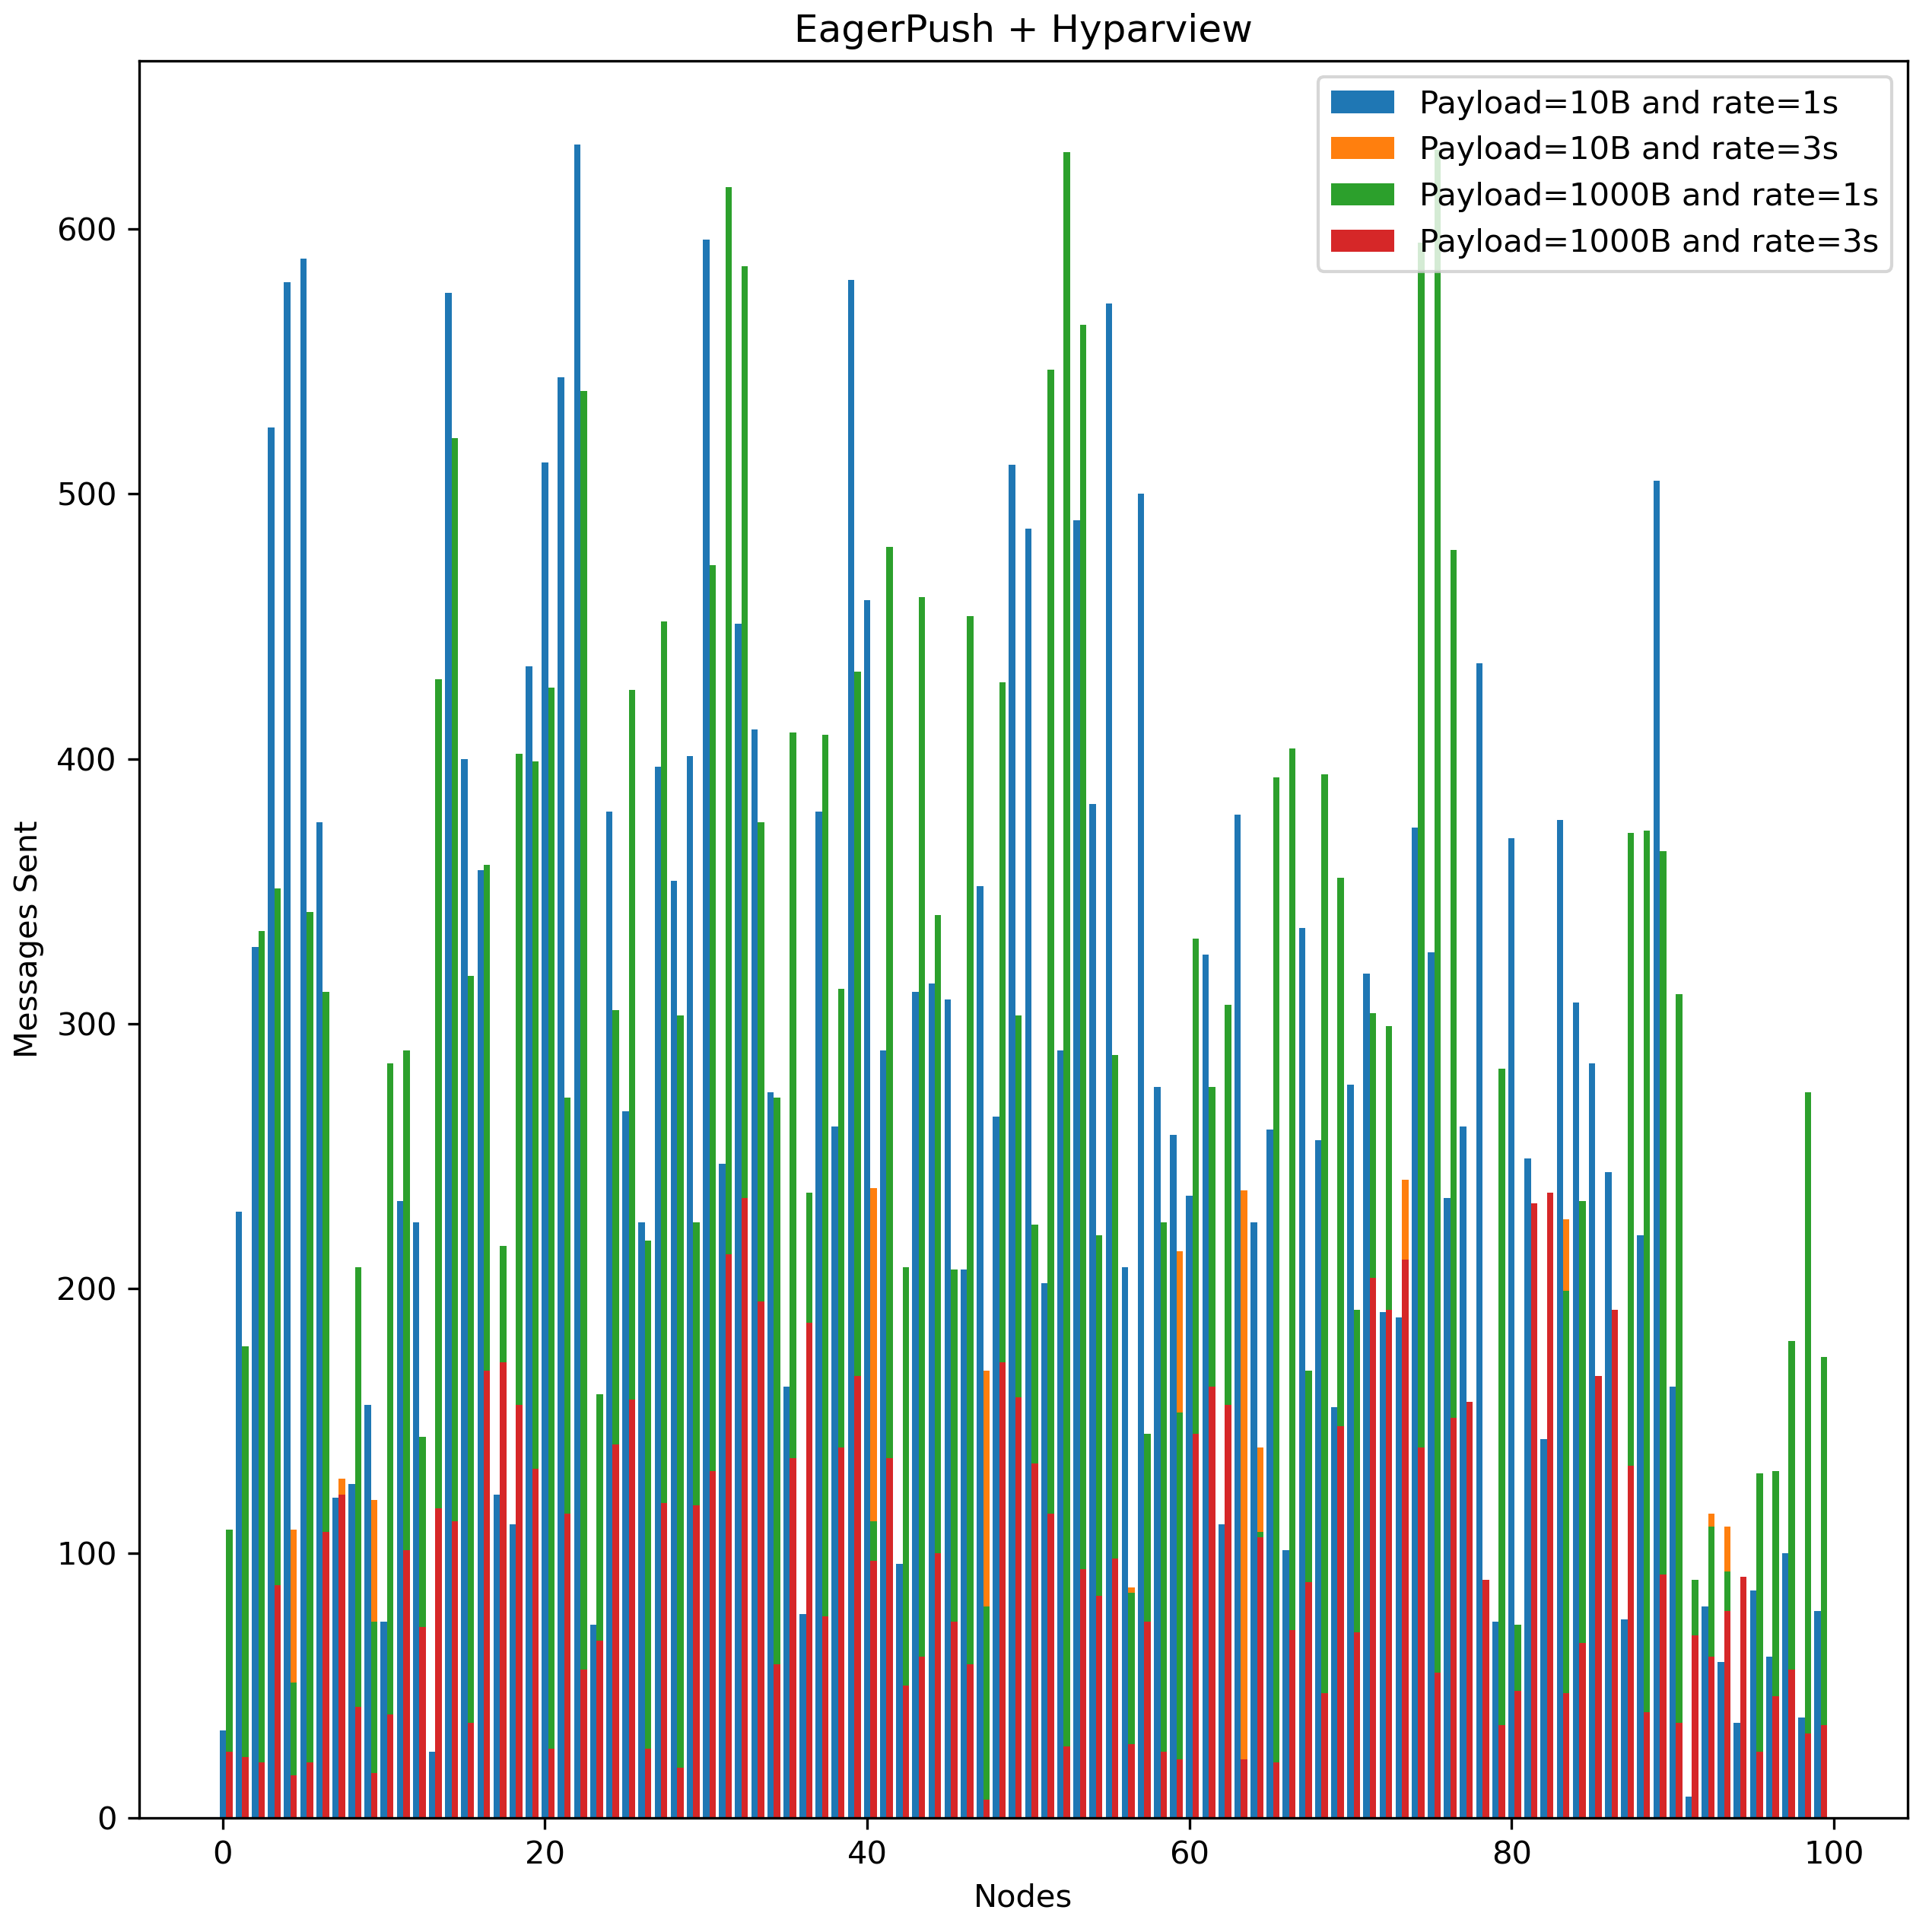 EagerPush + Hyparview
Payload=10B and rate=1s
Payload=10B and rate=3s
Payload=1000B and rate=1s
Payload=1000B and rate=3s
600
500
400
300
200
100
0
Messages Sent
0 20 40 60 80 100
Nodes